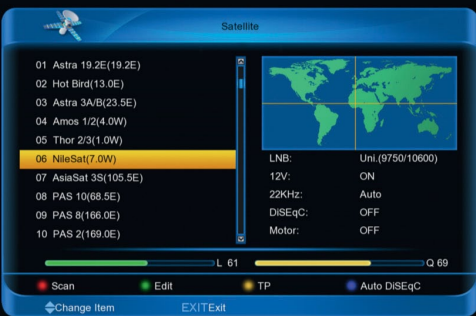 Satellite
01 Astra 19.2E(19.2E)
02 Hot Bird(13.0E)
03 Astra 3A/B(23.5E)
04 Amos 1/2(4.0W)
05 Thor 2/3(1.0W)
06 NileSat(7.0W)
07 AsiaSat 3S(105.5E)
08 PAS 10(68.5E)
09 PAS 8(166.0E)
10 PAS 2(169.0E)
LNB: Uni.(9750/10600)
12V: ON
22KHz: Auto
DiSEqC: OFF
Motor: OFF
L 61 Q 69
Scan Edit TP Auto DiSEqC
Change Item EXIT Exit